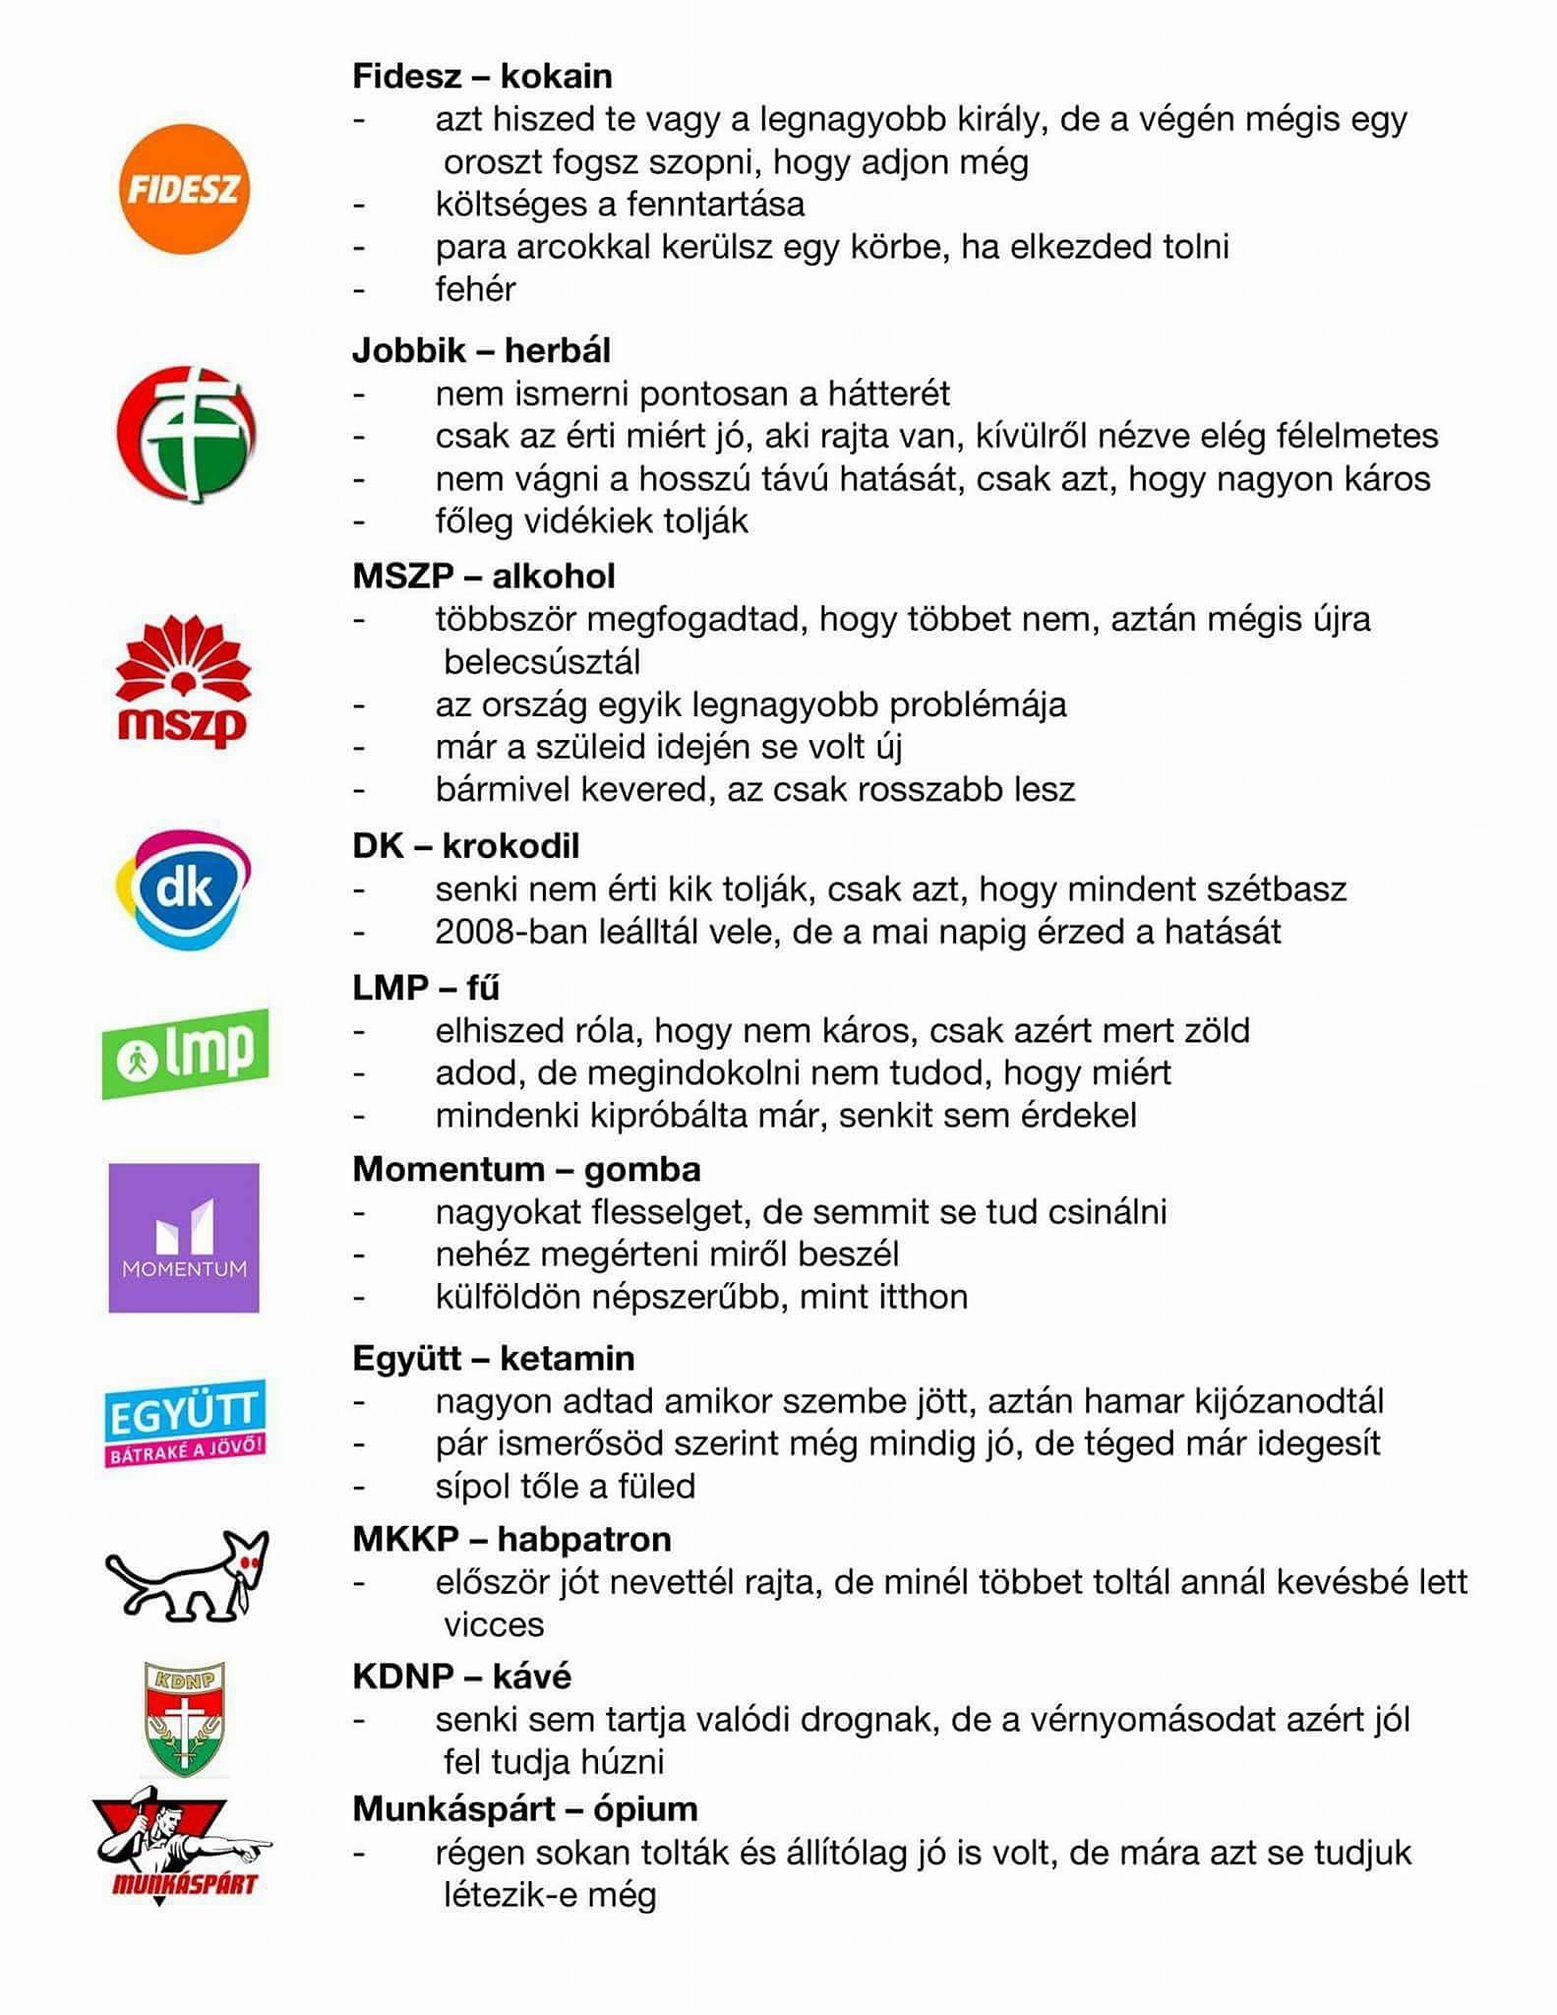 Fidesz – kokain
FIDESZ
- azt hiszed te vagy a legnagyobb király, de a végén mégis egy
oroszt fogsz szopni, hogy adjon még
- költséges a fenntartása
- para arcokkal kerülsz egy körbe, ha elkezded tolni
- fehér
Jobbik – herbál
- nem ismerni pontosan a hátterét
- csak az érti miért jó, aki rajta van, kívülről nézve elég félelmetes
- nem vágni a hosszú távú hatását, csak azt, hogy nagyon káros
- főleg vidékiek tolják
MSZP – alkohol
mszp
- többször megfogadtad, hogy többet nem, aztán mégis újra
belecsúsztál
- az ország egyik legnagyobb problémája
- már a szüleid idején se volt új
- bármivel kevered, az csak rosszabb lesz
DK – krokodil
dk
- senki nem érti kik tolják, csak azt, hogy mindent szétbasz
- 2008-ban leálltál vele, de a mai napig érzed a hatását
LMP – fű
lmp
- elhiszed róla, hogy nem káros, csak azért mert zöld
- adod, de megindokolni nem tudod, hogy miért
- mindenki kipróbálta már, senkit sem érdekel
Momentum – gomba
MOMENTUM
- nagyokat flesselget, de semmit se tud csinálni
- nehéz megérteni miről beszél
- külföldön népszerűbb, mint itthon
Együtt – ketamin
EGYÜTT
BÁTRAKÉ A JÖVŐ!
- nagyon adtad amikor szembe jött, aztán hamar kijózanodtál
- pár ismerősöd szerint még mindig jó, de téged már idegesít
- sípol tőle a füled
MKKP – habpatron
- először jót nevettél rajta, de minél többet toltál annál kevésbé lett
vicces
KDNP – kávé
KDNP
- senki sem tartja valódi drognak, de a vérnyomásodat azért jól
fel tudja húzni
Munkáspárt – ópium
MUNKÁSPÁRT
- régen sokan tolták és állítólag jó is volt, de mára azt se tudjuk
létezik-e még